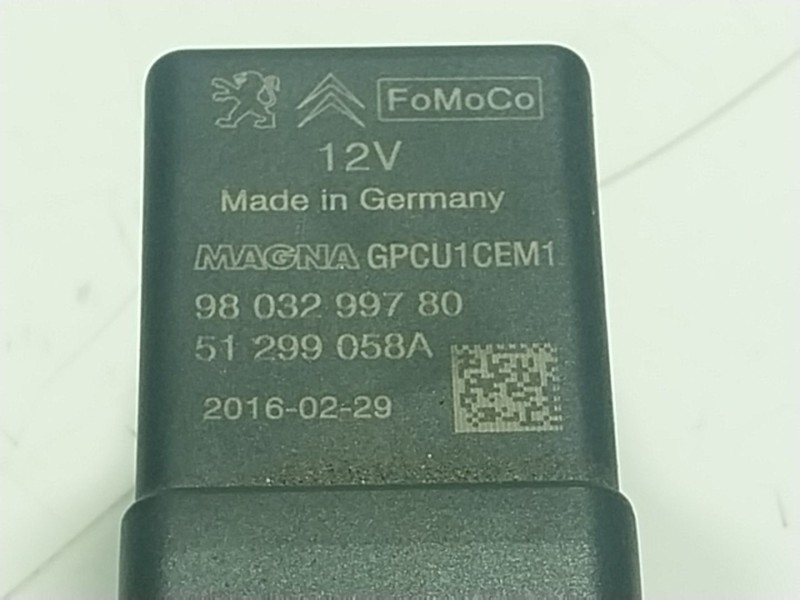 FoMoCo
12V
Made in Germany
MAGNA GPCU1CEM1
98 032 997 80
51 299 058A
2016-02-29